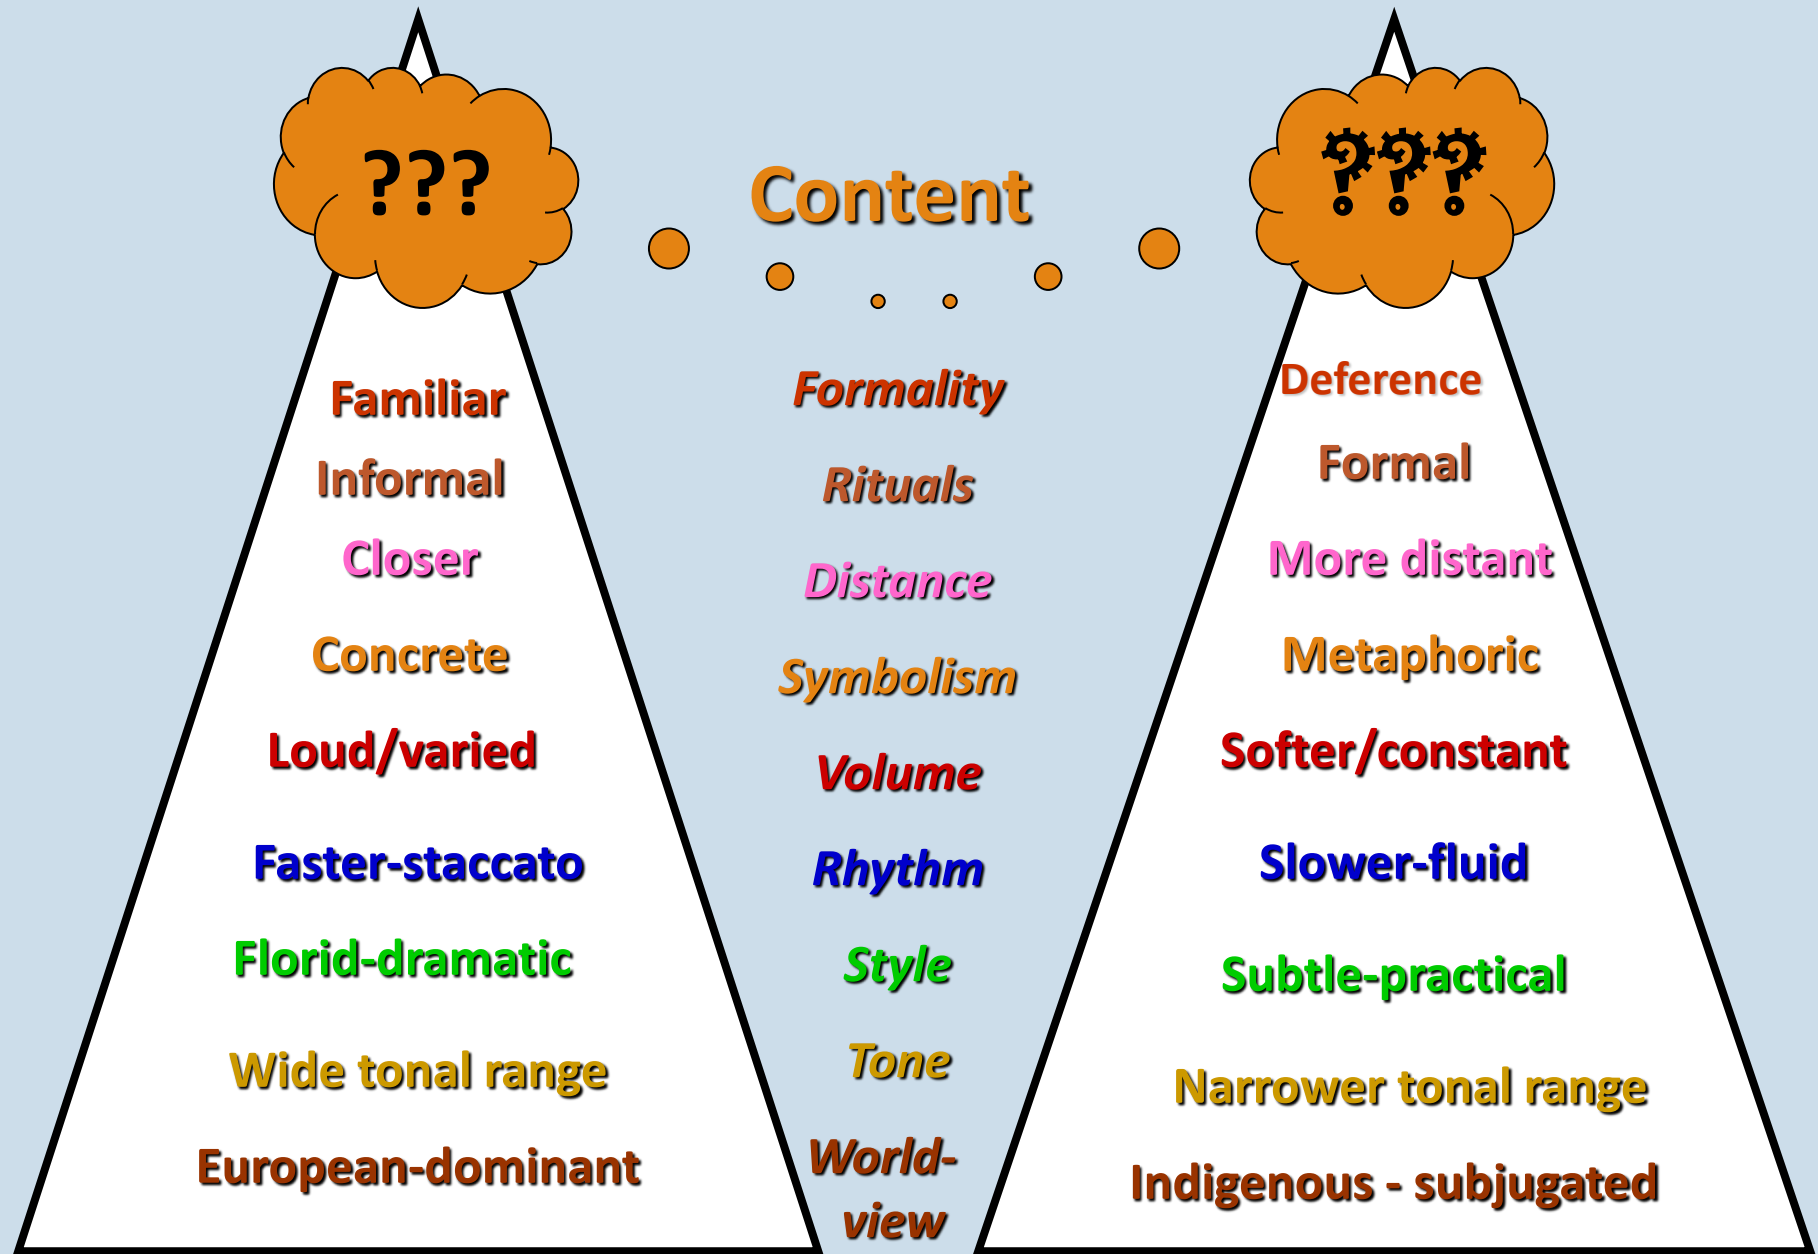 ???
Content
???
Familiar
Formality
Deference
Informal
Rituals
Formal
Closer
Distance
More distant
Concrete
Symbolism
Metaphoric
Loud/varied
Volume
Softer/constant
Faster-staccato
Rhythm
Slower-fluid
Florid-dramatic
Style
Subtle-practical
Wide tonal range
Tone
Narrower tonal range
European-dominant
World-
view
Indigenous - subjugated